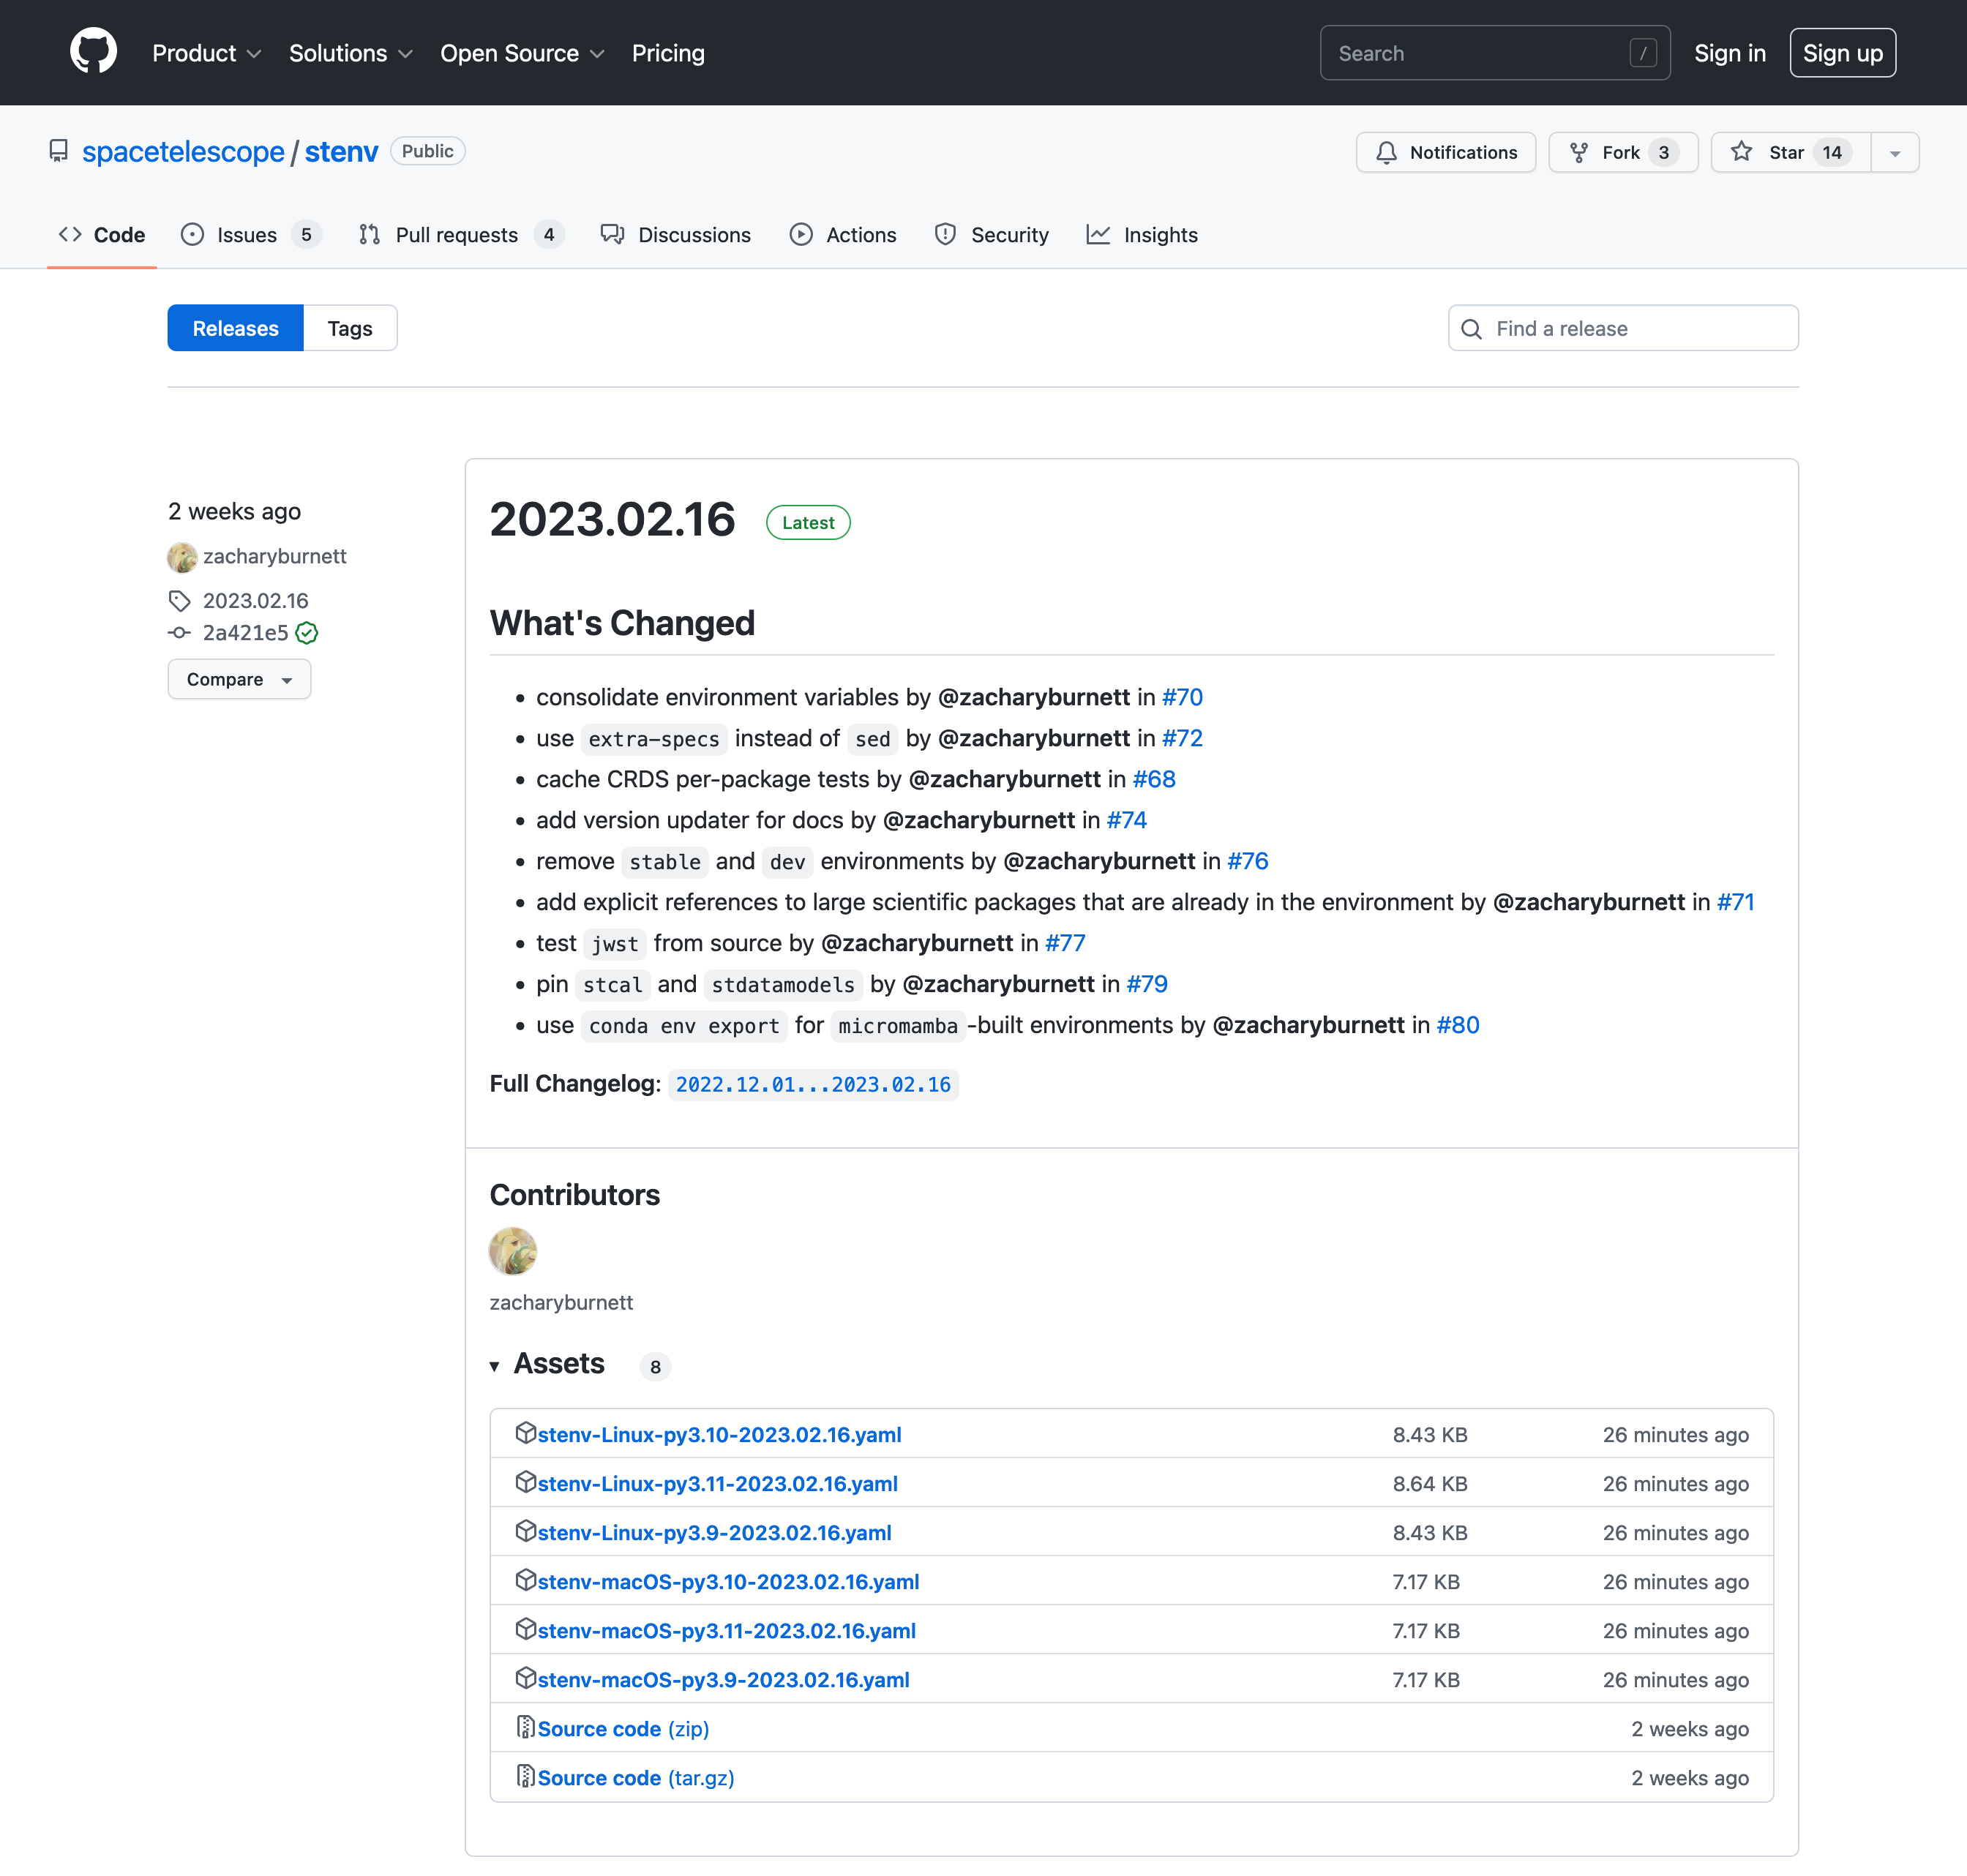 Product Solutions Open Source Pricing Search / Sign in Sign up
spacetelescope / stenv Public Notifications Fork 3 Star 14
Code Issues 5 Pull requests 4 Discussions Actions Security Insights
Releases Tags Find a release
2 weeks ago
zacharyburnett
2023.02.16
2a421e5
Compare
2023.02.16 Latest
What's Changed
• consolidate environment variables by @zacharyburnett in #70
• use extra-specs instead of sed by @zacharyburnett in #72
• cache CRDS per-package tests by @zacharyburnett in #68
• add version updater for docs by @zacharyburnett in #74
• remove stable and dev environments by @zacharyburnett in #76
• add explicit references to large scientific packages that are already in the environment by @zacharyburnett in #71
• test jwst from source by @zacharyburnett in #77
• pin stcal and stdatamodels by @zacharyburnett in #79
• use conda env export for micromamba -built environments by @zacharyburnett in #80
Full Changelog: 2022.12.01...2023.02.16
Contributors
zacharyburnett
Assets 8
stenv-Linux-py3.10-2023.02.16.yaml 8.43 KB 26 minutes ago
stenv-Linux-py3.11-2023.02.16.yaml 8.64 KB 26 minutes ago
stenv-Linux-py3.9-2023.02.16.yaml 8.43 KB 26 minutes ago
stenv-macOS-py3.10-2023.02.16.yaml 7.17 KB 26 minutes ago
stenv-macOS-py3.11-2023.02.16.yaml 7.17 KB 26 minutes ago
stenv-macOS-py3.9-2023.02.16.yaml 7.17 KB 26 minutes ago
Source code (zip) 2 weeks ago
Source code (tar.gz) 2 weeks ago